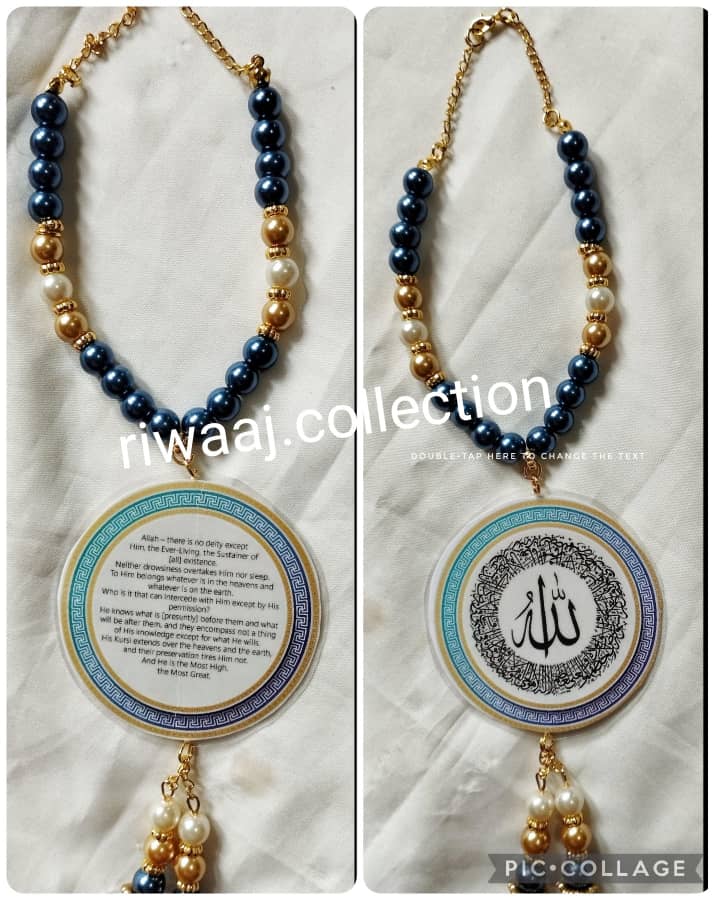 riwaaj.collection
DOUBLE-TAP HERE TO CHANGE THE TEXT
Allah – there is no deity except
Him, the Ever-Living, the Sustainer of
[all] existence.
Neither drowsiness overtakes Him nor sleep.
To Him belongs whatever is in the heavens and
whatever is on the earth.
Who is it that can intercede with Him except by His
permission?
He knows what is [presently] before them and what
will be after them, and they encompass not a thing
of His knowledge except for what He wills.
His Kursi extends over the heavens and the earth,
and their preservation tires Him not.
And He is the Most High,
the Most Great.
الله
PIC•COLLAGE